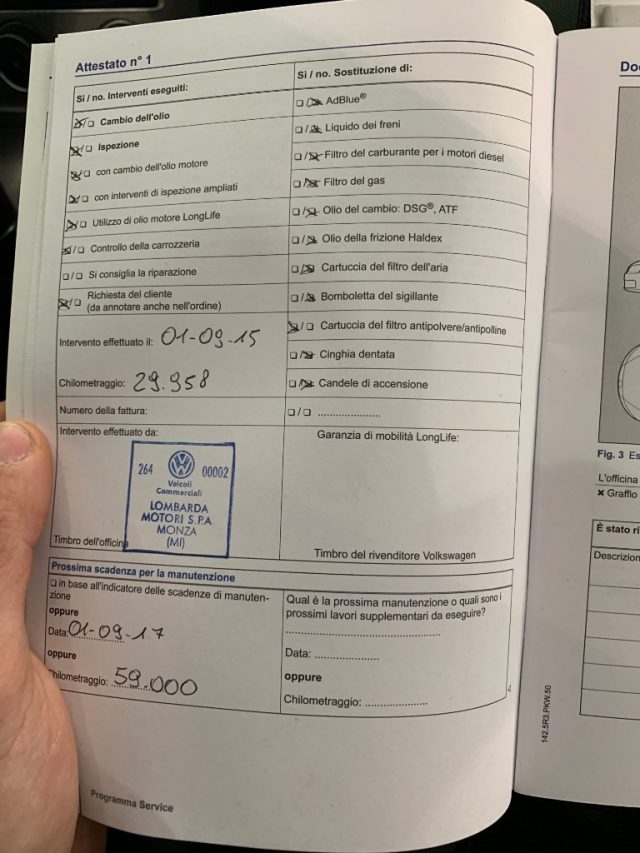 Attestato n° 1
Si / no. Interventi eseguiti:
☒/☐ Cambio dell'olio
☒/☐ Ispezione
☒/☐ con cambio dell'olio motore
☒/☐ con interventi di ispezione ampliati
☒/☐ Utilizzo di olio motore LongLife
☒/☐ Controllo della carrozzeria
☐/☐ Si consiglia la riparazione
☒/☐ Richiesta del cliente
(da annotare anche nell'ordine)
Intervento effettuato il: 01-09-15
Chilometraggio: 29.958
Numero della fattura:
Intervento effettuato da:
264 00002
Veicoli
Commerciali
LOMBARDA
MOTORI S.P.A
MONZA
(MI)
Timbro dell'officina
Si / no. Sostituzione di:
☐/☒ AdBlue®
☐/☒ Liquido dei freni
☐/☒ Filtro del carburante per i motori diesel
☐/☒ Filtro del gas
☐/☒ Olio del cambio: DSG®, ATF
☐/☒ Olio della frizione Haldex
☐/☒ Cartuccia del filtro dell'aria
☐/☒ Bomboletta del sigillante
☒/☐ Cartuccia del filtro antipolvere/antipolline
☐/☒ Cinghia dentata
☐/☒ Candele di accensione
☐/☐ .....................
Garanzia di mobilità LongLife:
Timbro del rivenditore Volkswagen
Prossima scadenza per la manutenzione
☐ in base all'indicatore delle scadenze di manuten-
zione
oppure
Data: 01-09-17
oppure
Chilometraggio: 59.000
Qual è la prossima manutenzione o quali sono i
prossimi lavori supplementari da eseguire?
..................................................
Data: .....................
oppure
Chilometraggio: .....................
Programma Service
142.5R3.PKW.50
Do
Fig. 3 Es
L'officina
✖ Graffio
È stato ri
Descrizion